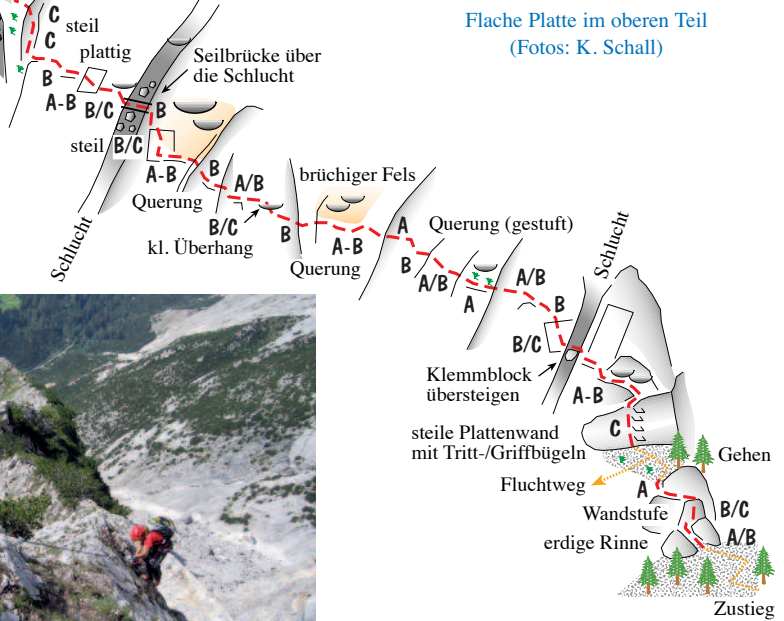 Flache Platte im oberen Teil
(Fotos: K. Schall)
C
steil
C
plattig
Seilbrücke über
die Schlucht
B
A-B
B/C
B
steil
B/C
A-B
B
A/B
brüchiger Fels
Querung
B/C
kl. Überhang
B
A-B
A
Querung (gestuft)
Schlucht
Querung
B
A/B
A
A/B
B
Schlucht
B/C
Klemmblock
übersteigen
A-B
C
steile Plattenwand
mit Tritt-/Griffbügeln
Gehen
Fluchtweg
A
Wandstufe
B/C
erdige Rinne
A/B
Zustieg